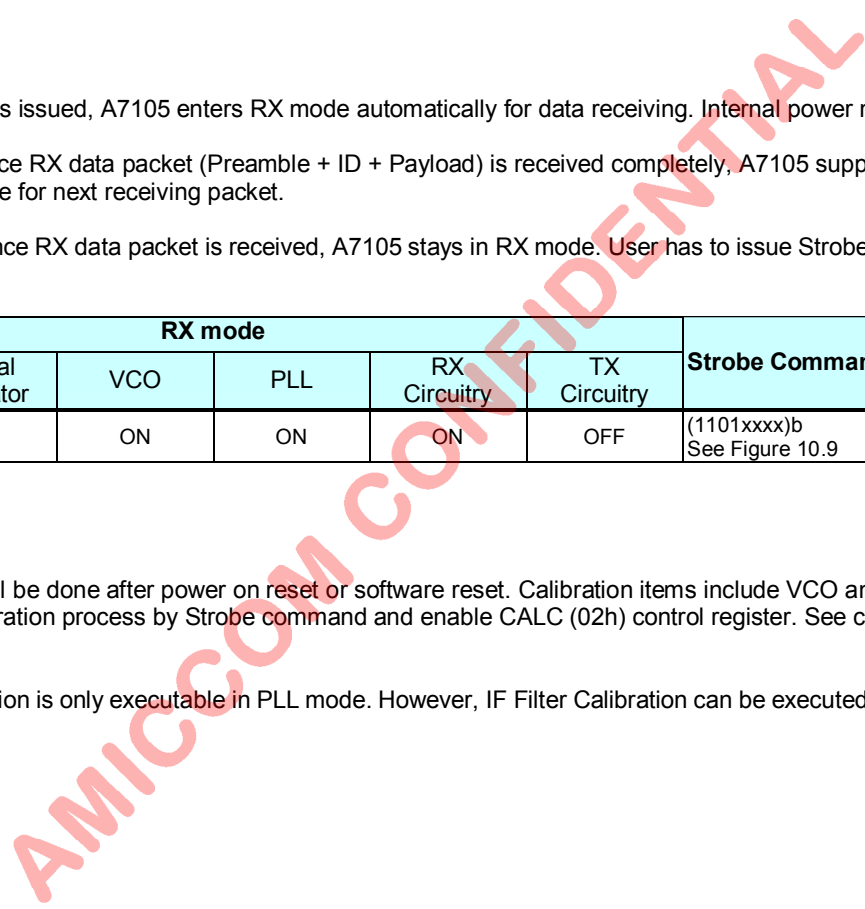 s issued, A7105 enters RX mode automatically for data receiving. Internal power
ce RX data packet (Preamble + ID + Payload) is received completely, A7105 supp
e for next receiving packet.
nce RX data packet is received, A7105 stays in RX mode. User has to issue Strobe
RX mode
al
tor
VCO
PLL
RX
Circuitry
TX
Circuitry
Strobe Comma
ON
ON
ON
OFF
(1101xxxx)b
See Figure 10.9
l be done after power on reset or software reset. Calibration items include VCO a
ration process by Strobe command and enable CALC (02h) control register. See c
ion is only executable in PLL mode. However, IF Filter Calibration can be executed
AMICCOM CONFIDENTIAL